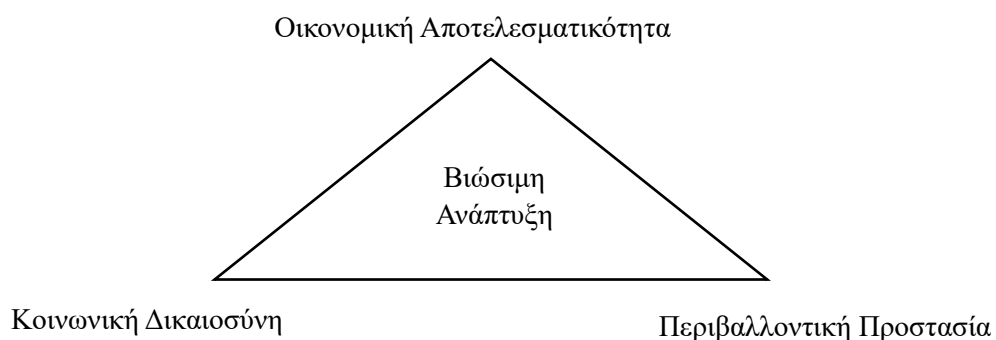 Οικονομική Αποτελεσματικότητα
Βιώσιμη
Ανάπτυξη
Κοινωνική Δικαιοσύνη
Περιβαλλοντική Προστασία